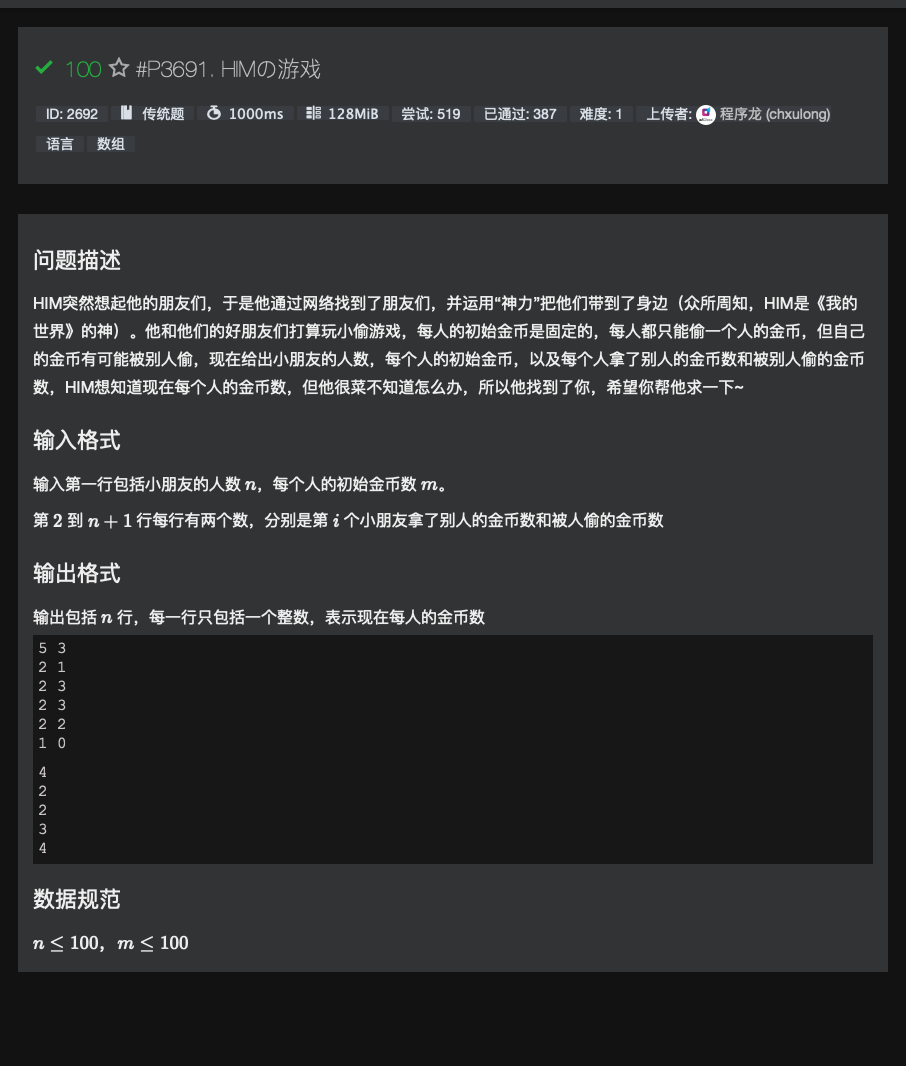 100 #P3691. HIMの游戏
ID: 2692 传统题 1000ms 128MiB 尝试: 519 已通过: 387 难度: 1 上传者: 程序龙 (chxulong)
语言 数组
问题描述
HIM突然想起他的朋友们，于是他通过网络找到了朋友们，并运用“神力”把他们带到了身边（众所周知，HIM是《我的
世界》的神）。他和他们的好朋友们打算玩小偷游戏，每人的初始金币是固定的，每人都只能偷一个人的金币，但自己
的金币有可能被别人偷，现在给出小朋友的人数，每个人的初始金币，以及每个人拿了别人的金币数和被别人偷的金币
数，HIM想知道现在每个人的金币数，但他很菜不知道怎么办，所以他找到了你，希望你帮他求一下~
输入格式
输入第一行包括小朋友的人数 n，每个人的初始金币数 m。
第 2 到 n + 1 行每行有两个数，分别是第 i 个小朋友拿了别人的金币数和被人偷的金币数
输出格式
输出包括 n 行，每一行只包括一个整数，表示现在每人的金币数
5 3
2 1
2 3
2 3
2 2
1 0
4
2
2
3
4
数据规范
n ≤ 100，m ≤ 100